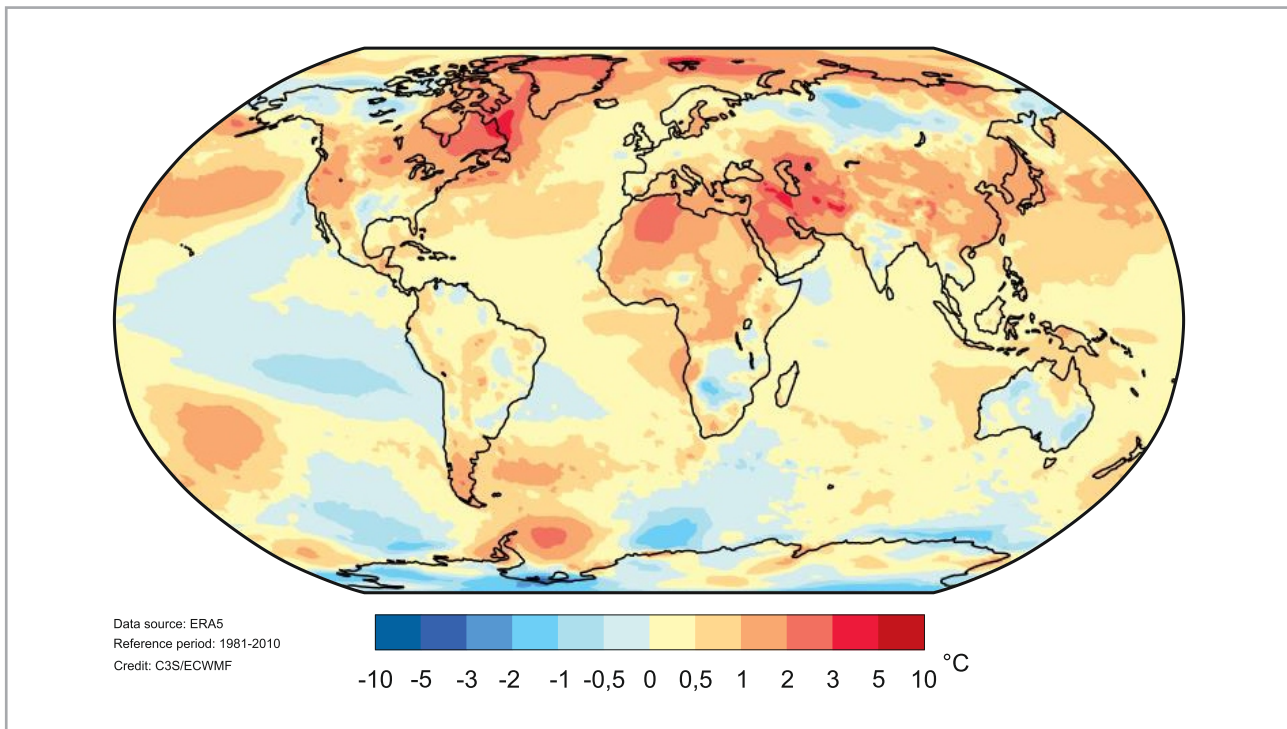 Data source: ERA5
Reference period: 1981-2010
Credit: C3S/ECWMF
°C
-10 -5 -3 -2 -1 -0,5 0 0,5 1 2 3 5 10